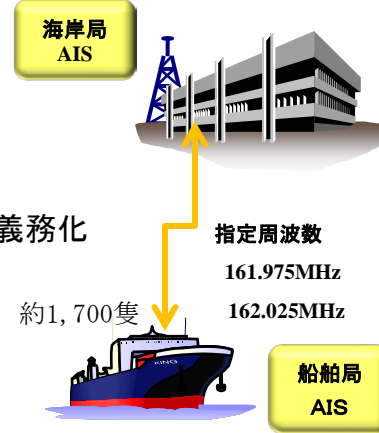 海岸局
AIS
義務化
指定周波数
161.975MHz
約1,700隻
162.025MHz
KING
船舶局
AIS